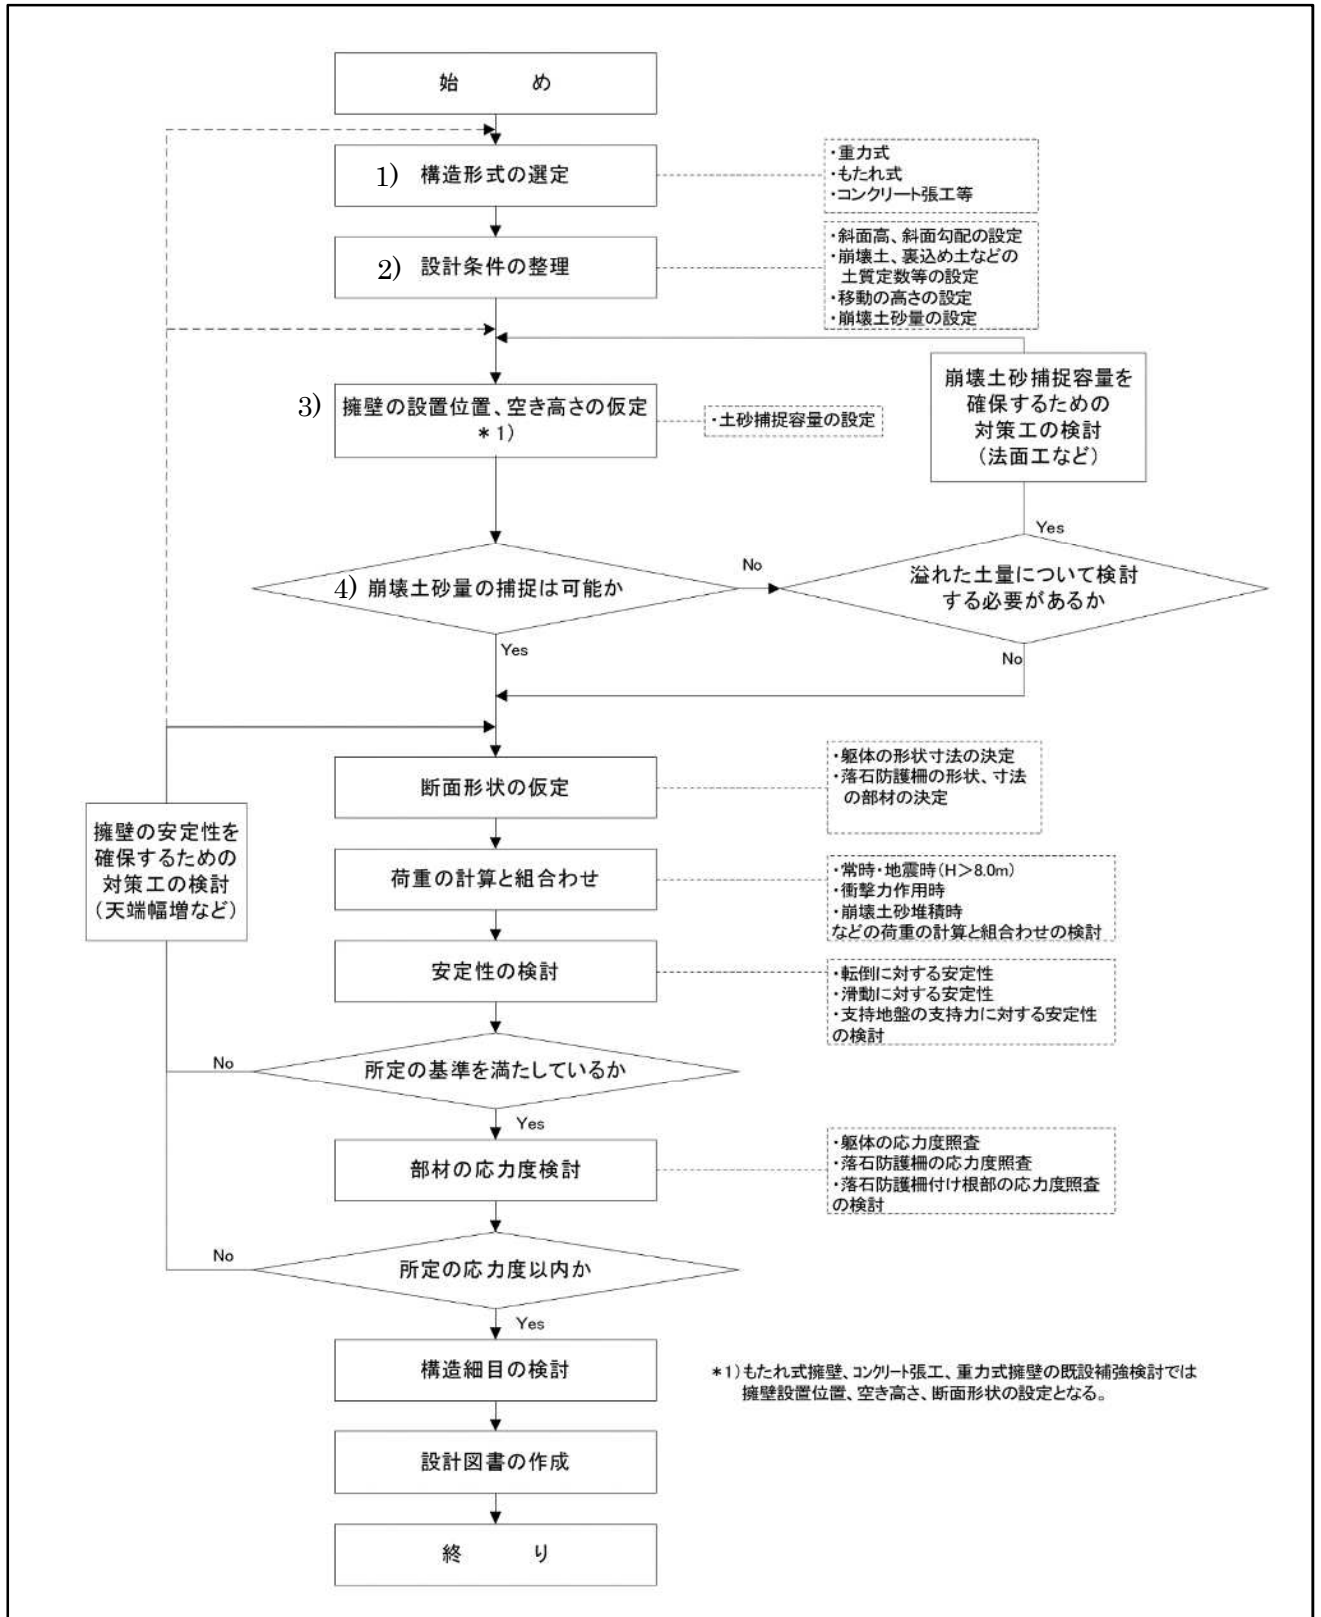 始　め
1) 構造形式の選定
・重力式
・もたれ式
・コンクリート張工等
2) 設計条件の整理
・斜面高、斜面勾配の設定
・崩壊土、裏込め土などの
土質定数等の設定
・移動の高さの設定
・崩壊土砂量の設定
3) 擁壁の設置位置、空き高さの仮定
＊1)
・土砂捕捉容量の設定
崩壊土砂捕捉容量を
確保するための
対策工の検討
(法面工など)
Yes
4) 崩壊土砂量の捕捉は可能か
No
溢れた土量について検討
する必要があるか
Yes
No
断面形状の仮定
・躯体の形状寸法の決定
・落石防護柵の形状、寸法
の部材の決定
擁壁の安定性を
確保するための
対策工の検討
(天端幅増など)
荷重の計算と組合わせ
・常時・地震時(H＞8.0m)
・衝撃力作用時
・崩壊土砂堆積時
などの荷重の計算と組合わせの検討
安定性の検討
・転倒に対する安定性
・滑動に対する安定性
・支持地盤の支持力に対する安定性
の検討
No
所定の基準を満たしているか
Yes
部材の応力度検討
・躯体の応力度照査
・落石防護柵の応力度照査
・落石防護柵付け根部の応力度照査
の検討
No
所定の応力度以内か
Yes
構造細目の検討
＊1)もたれ式擁壁、コンクリート張工、重力式擁壁の既設補強検討では
擁壁設置位置、空き高さ、断面形状の設定となる。
設計図書の作成
終　り